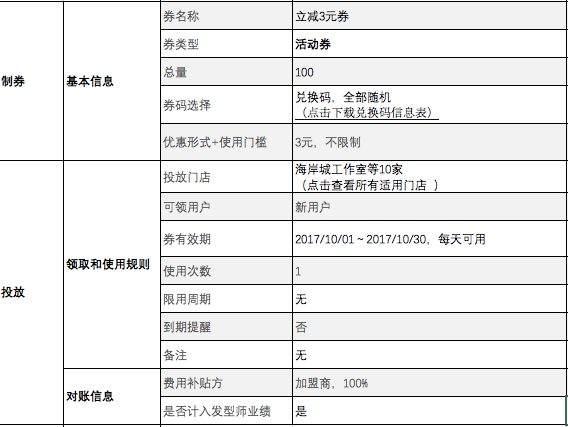 制券
基本信息
券名称
立减3元券
券类型
活动券
总量
100
券码选择
兑换码，全部随机
（点击下载兑换码信息表）
优惠形式+使用门槛
3元，不限制
投放
领取和使用规则
投放门店
海岸城工作室等10家
（点击查看所有适用门店 ）
可领用户
新用户
券有效期
2017/10/01 ~ 2017/10/30，每天可用
使用次数
1
限用周期
无
到期提醒
否
备注
无
对账信息
费用补贴方
加盟商，100%
是否计入发型师业绩
是